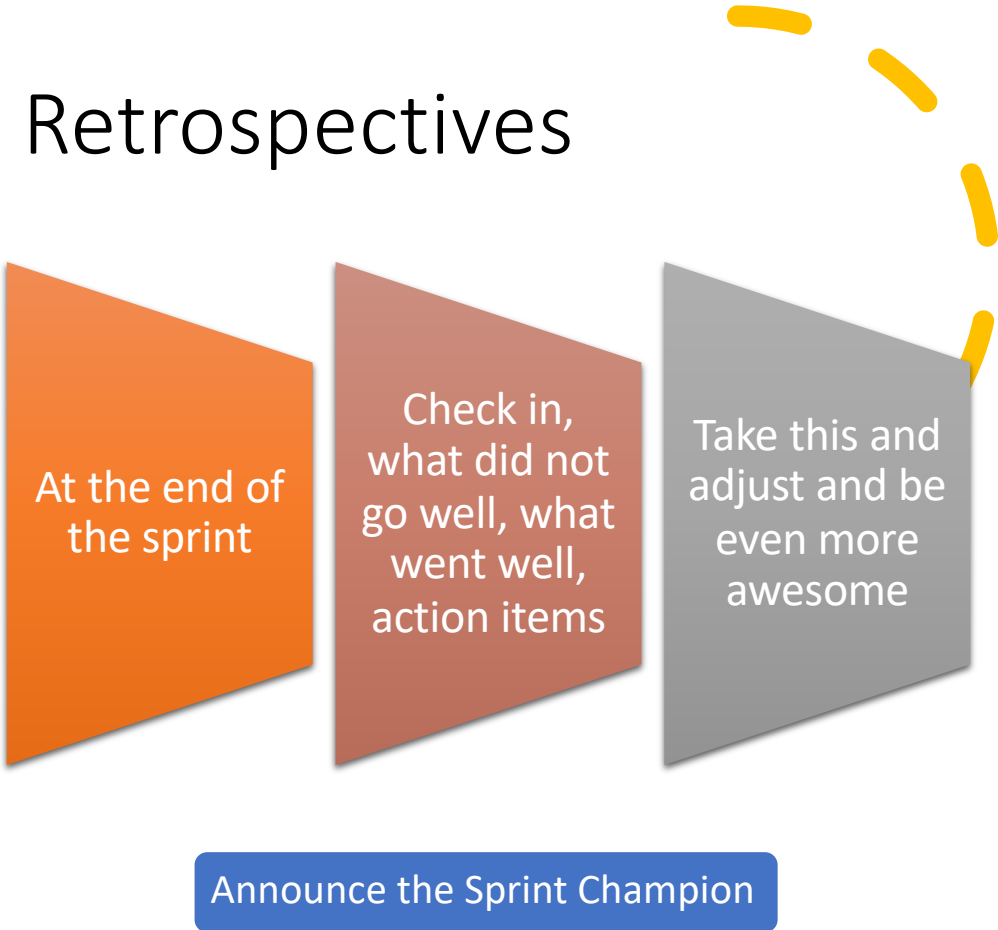 Retrospectives
At the end of
the sprint
Check in,
what did not
go well, what
went well,
action items
Take this and
adjust and be
even more
awesome
Announce the Sprint Champion